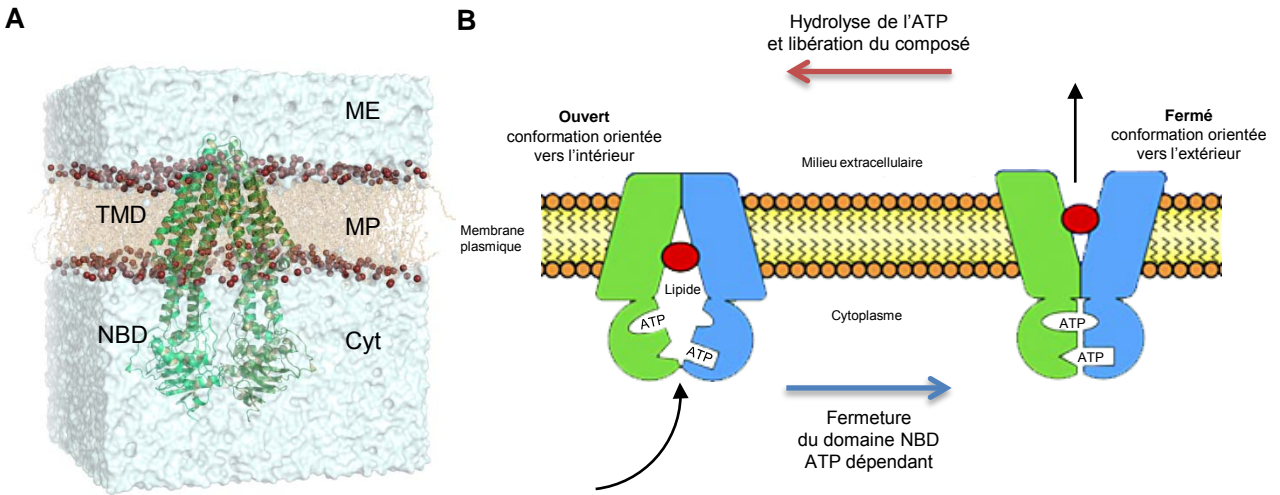 A
ME
TMD
MP
NBD
Cyt
B
Hydrolyse de l’ATP
et libération du composé
Ouvert
conformation orientée
vers l’intérieur
Fermé
conformation orientée
vers l’extérieur
Milieu extracellulaire
Membrane
plasmique
Lipide
Cytoplasme
ATP
ATP
ATP
ATP
Fermeture
du domaine NBD
ATP dépendant